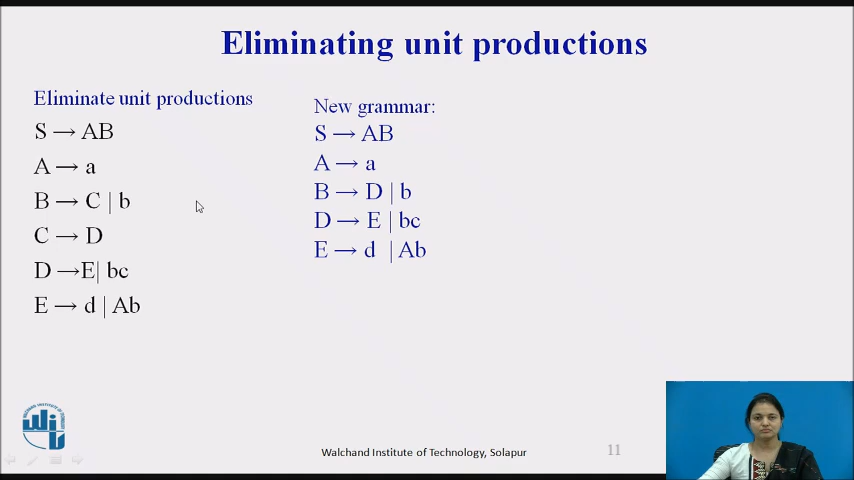 Eliminating unit productions
Eliminate unit productions
S → AB
A → a
B → C | b
C → D
D →E| bc
E → d | Ab
New grammar:
S → AB
A → a
B → D | b
D → E | bc
E → d | Ab
Walchand Institute of Technology, Solapur
11